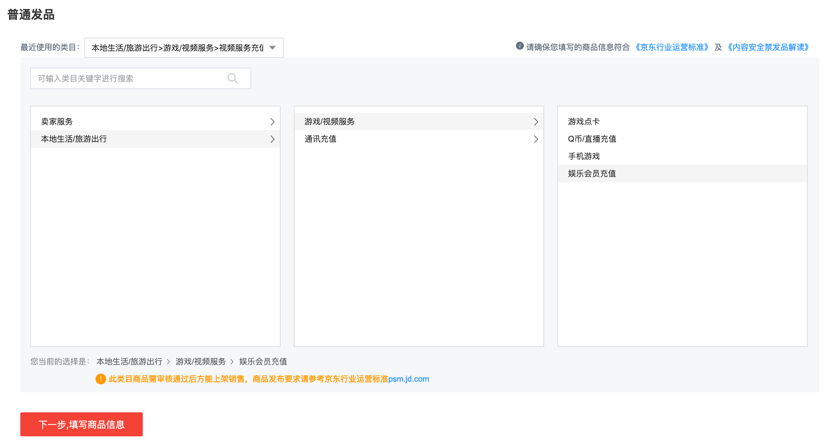 普通发品
最近使用的类目： 本地生活/旅游出行>游戏/视频服务>视频服务充值
请确保您填写的商品信息符合 《京东行业运营标准》 及 《内容安全禁发品解读》
可输入类目关键字进行搜索
卖家服务
本地生活/旅游出行
游戏/视频服务
通讯充值
游戏点卡
Q币/直播充值
手机游戏
娱乐会员充值
您当前的选择是： 本地生活/旅游出行 > 游戏/视频服务 > 娱乐会员充值
此类目商品需审核通过后方能上架销售，商品发布要求请参考京东行业运营标准psm.jd.com
下一步,填写商品信息